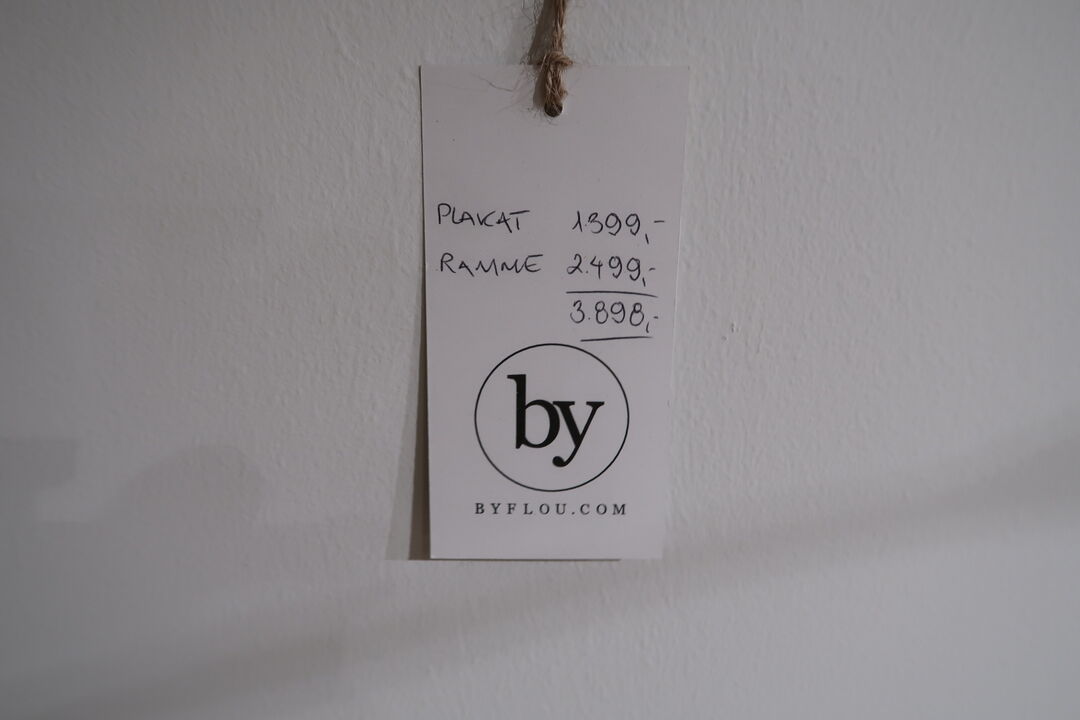 PLAKAT 1.399,-
RAMME 2.499,-
3.898,-
by
BYFLOU.COM